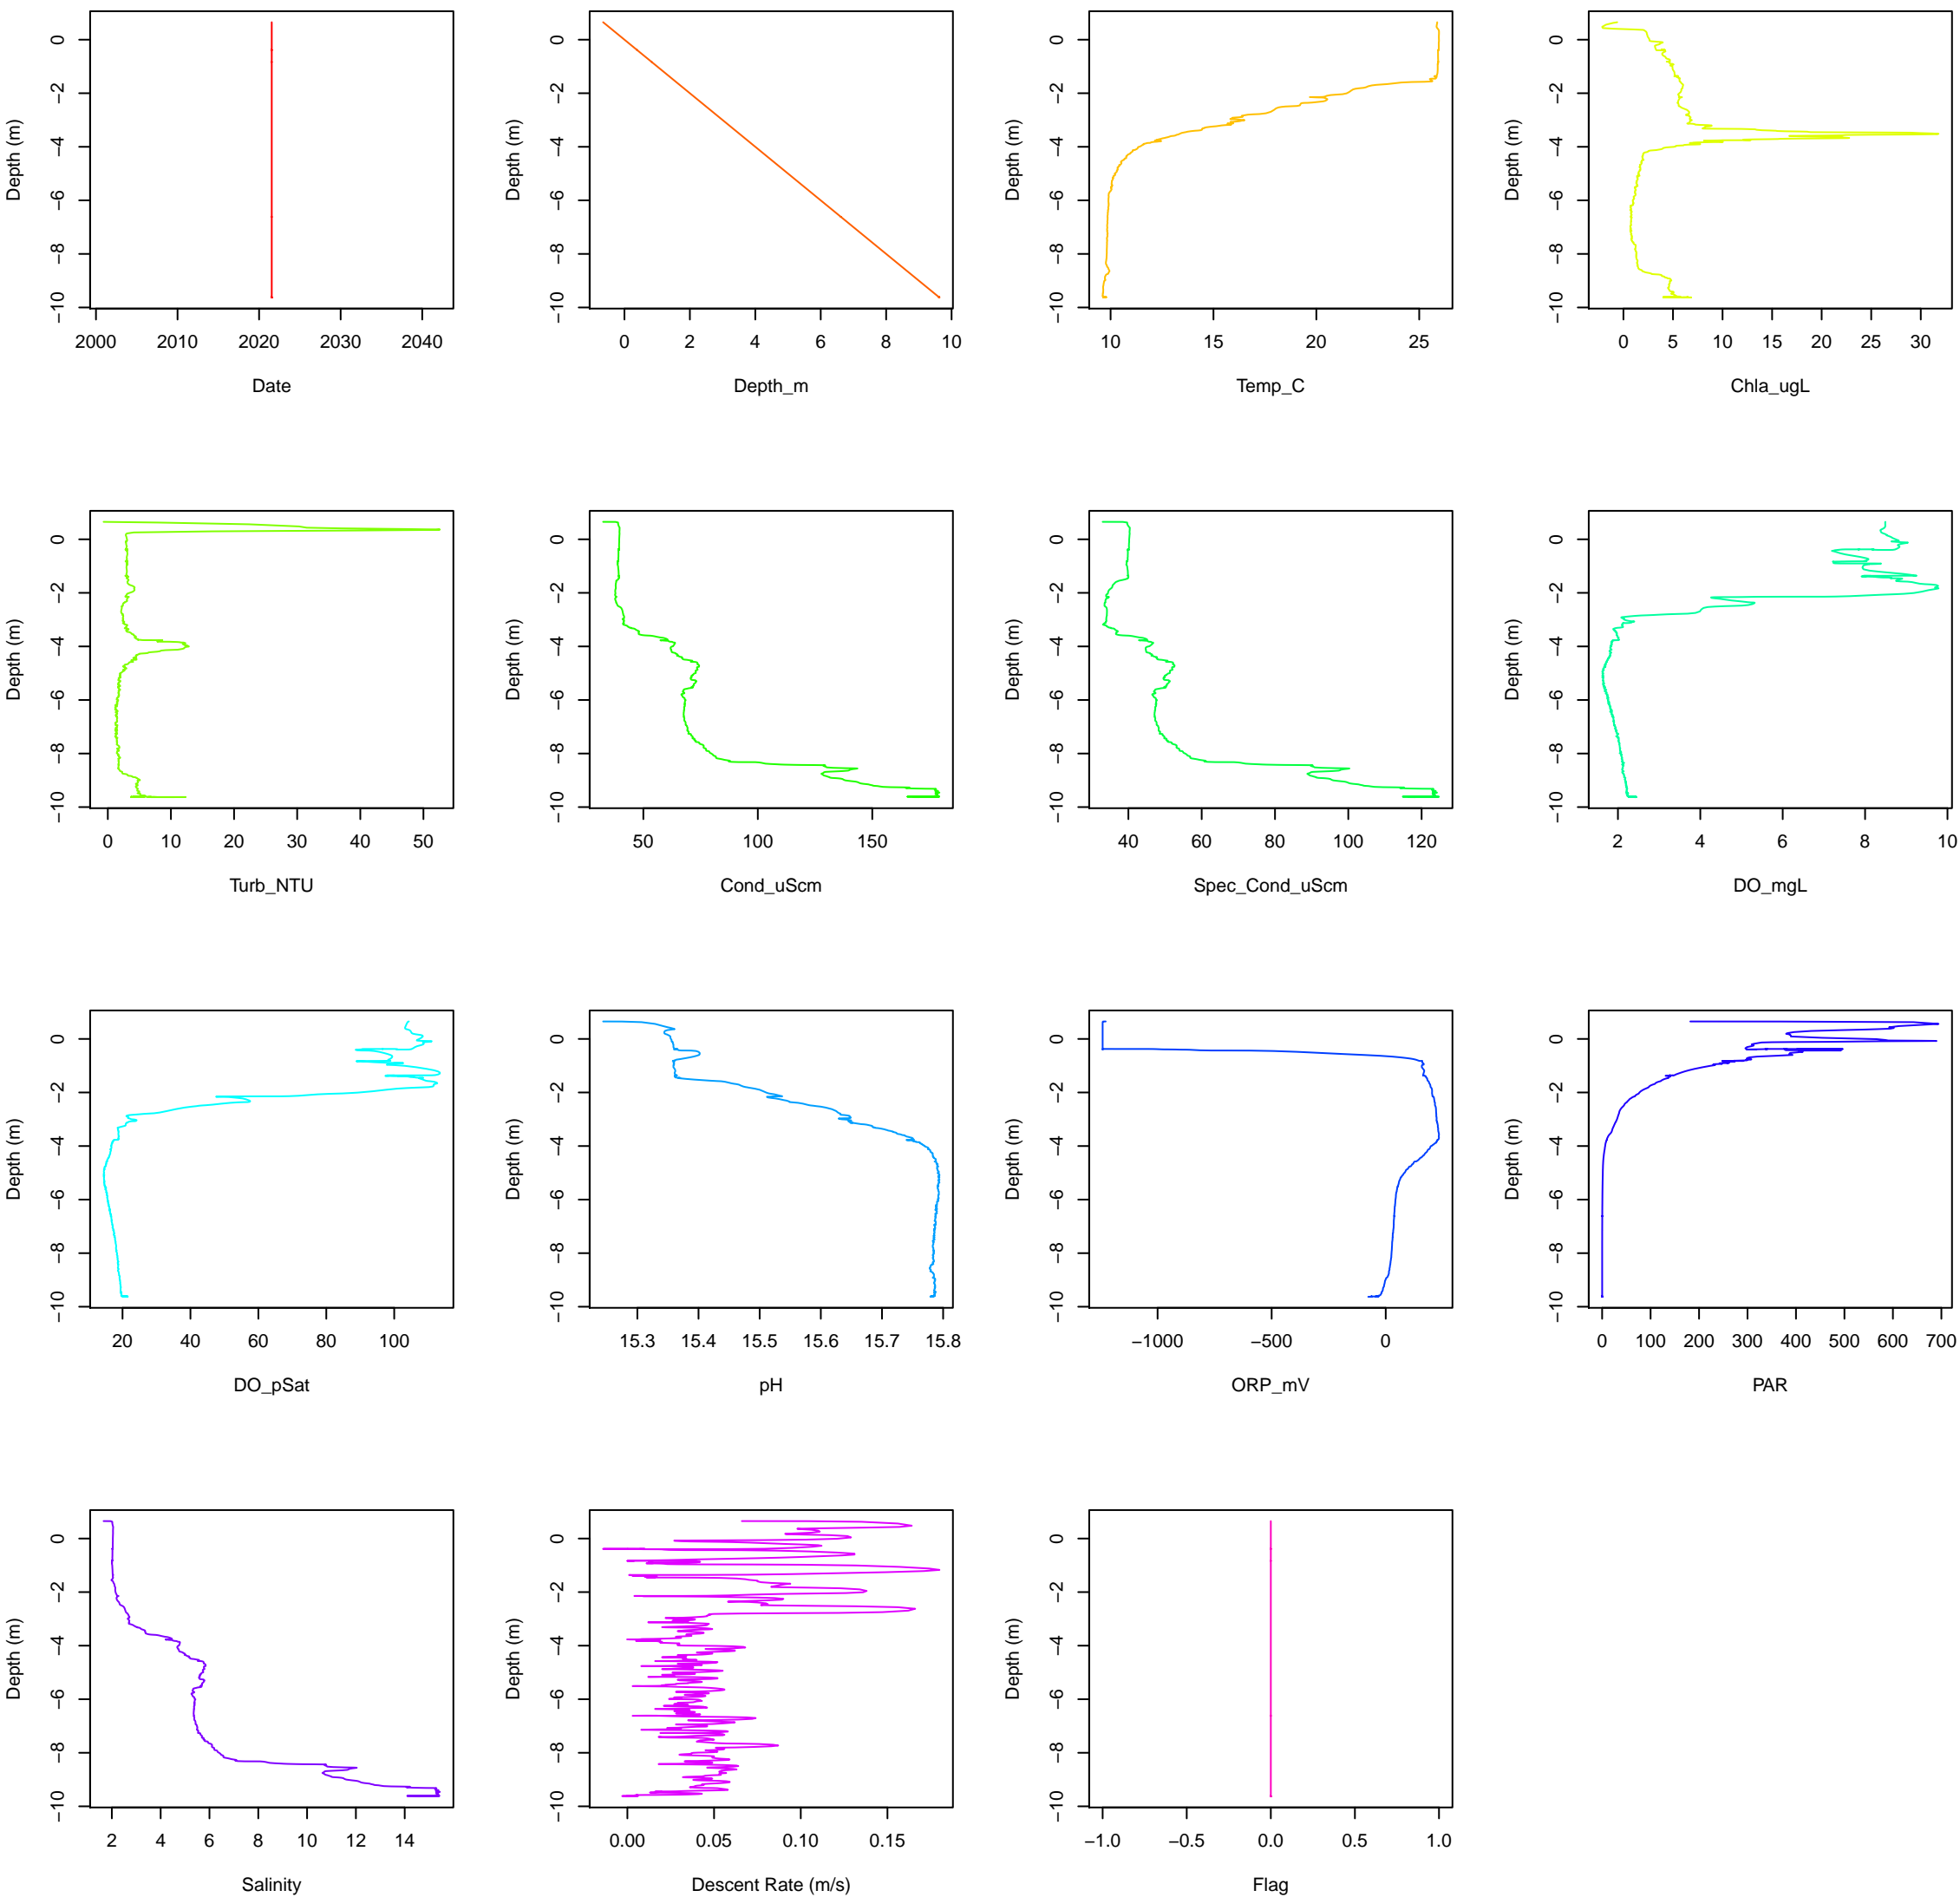 Depth (m)
0
−2
−4
−6
−8
−10
2000 2010 2020 2030 2040
Date
Depth (m)
0
−2
−4
−6
−8
−10
0 2 4 6 8 10
Depth_m
Depth (m)
0
−2
−4
−6
−8
−10
10 15 20 25
Temp_C
Depth (m)
0
−2
−4
−6
−8
−10
0 5 10 15 20 25 30
Chla_ugL
Depth (m)
0
−2
−4
−6
−8
−10
0 10 20 30 40 50
Turb_NTU
Depth (m)
0
−2
−4
−6
−8
−10
50 100 150
Cond_uScm
Depth (m)
0
−2
−4
−6
−8
−10
40 60 80 100 120
Spec_Cond_uScm
Depth (m)
0
−2
−4
−6
−8
−10
2 4 6 8 10
DO_mgL
Depth (m)
0
−2
−4
−6
−8
−10
20 40 60 80 100
DO_pSat
Depth (m)
0
−2
−4
−6
−8
−10
15.3 15.4 15.5 15.6 15.7 15.8
pH
Depth (m)
0
−2
−4
−6
−8
−10
−1000 −500 0
ORP_mV
Depth (m)
0
−2
−4
−6
−8
−10
0 100 200 300 400 500 600 700
PAR
Depth (m)
0
−2
−4
−6
−8
−10
2 4 6 8 10 12 14
Salinity
Depth (m)
0
−2
−4
−6
−8
−10
0.00 0.05 0.10 0.15
Descent Rate (m/s)
Depth (m)
0
−2
−4
−6
−8
−10
−1.0 −0.5 0.0 0.5 1.0
Flag